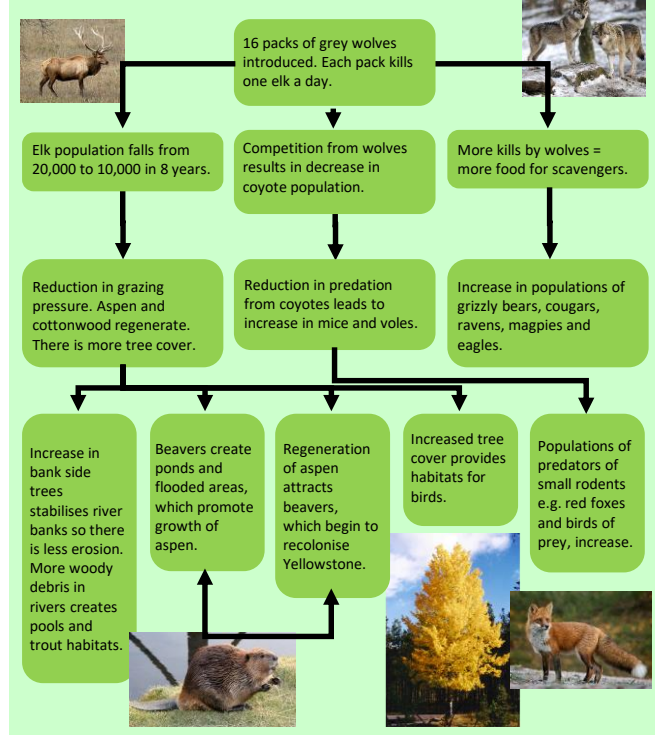 16 packs of grey wolves
introduced. Each pack kills
one elk a day.
Elk population falls from
20,000 to 10,000 in 8 years.
Competition from wolves
results in decrease in
coyote population.
More kills by wolves =
more food for scavengers.
Reduction in grazing
pressure. Aspen and
cottonwood regenerate.
There is more tree cover.
Reduction in predation
from coyotes leads to
increase in mice and voles.
Increase in populations of
grizzly bears, cougars,
ravens, magpies and
eagles.
Increase in
bank side
trees
stabilises river
banks so there
is less erosion.
More woody
debris in
rivers creates
pools and
trout habitats.
Beavers create
ponds and
flooded areas,
which promote
growth of
aspen.
Regeneration
of aspen
attracts
beavers,
which begin to
recolonise
Yellowstone.
Increased tree
cover provides
habitats for
birds.
Populations of
predators of
small rodents
e.g. red foxes
and birds of
prey, increase.